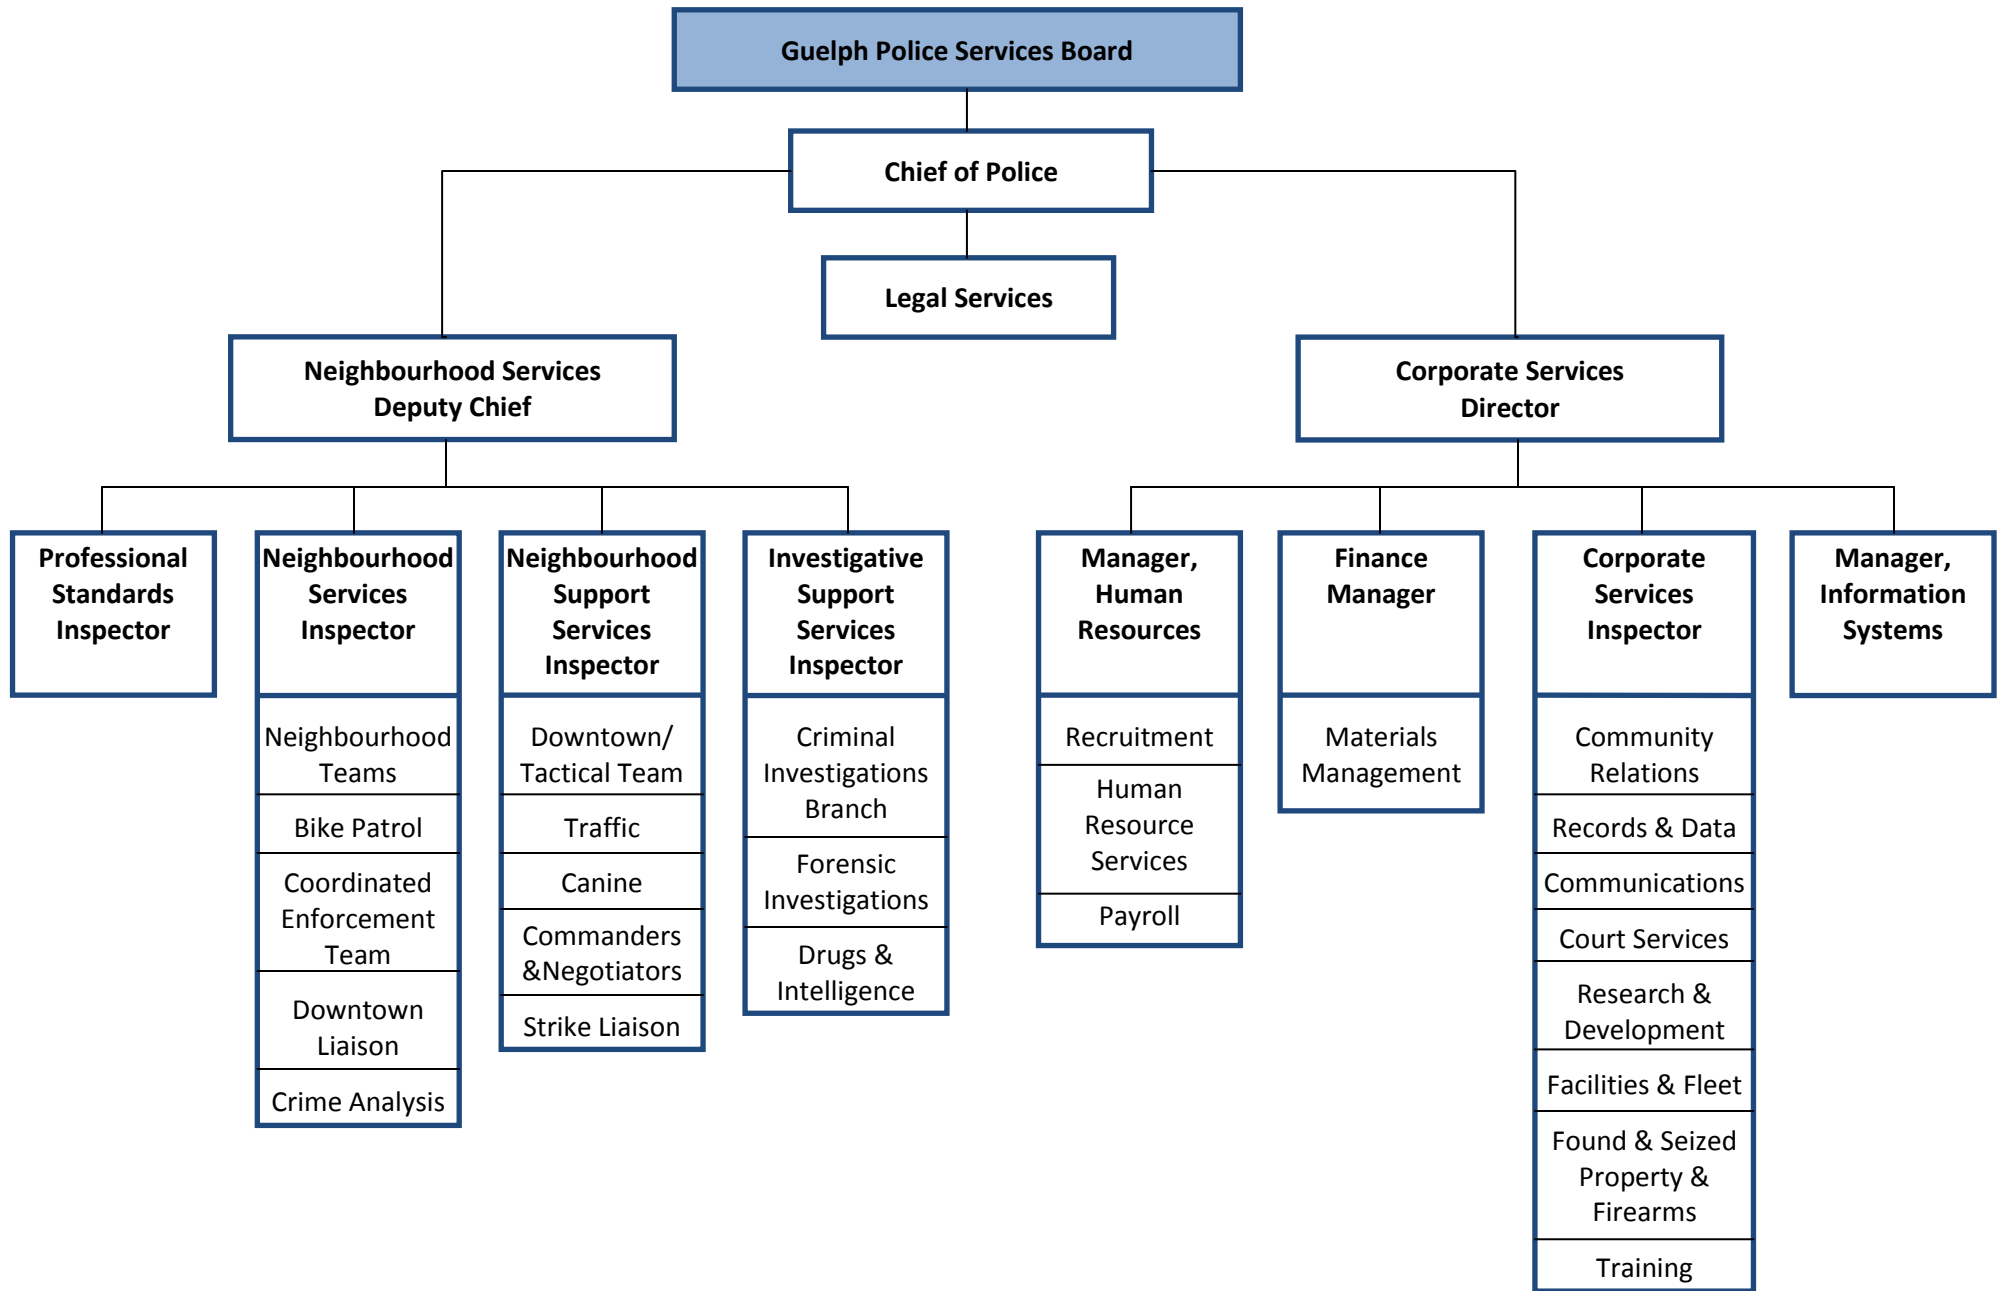 Guelph Police Services Board
Chief of Police
Legal Services
Neighbourhood Services
Deputy Chief
Corporate Services
Director
Professional
Standards
Inspector
Neighbourhood
Services
Inspector
Neighbourhood
Support
Services
Inspector
Investigative
Support
Services
Inspector
Manager,
Human
Resources
Finance
Manager
Corporate
Services
Inspector
Manager,
Information
Systems
Neighbourhood
Teams
Bike Patrol
Coordinated
Enforcement
Team
Downtown
Liaison
Crime Analysis
Downtown/
Tactical Team
Traffic
Canine
Commanders
&Negotiators
Strike Liaison
Criminal
Investigations
Branch
Forensic
Investigations
Drugs &
Intelligence
Recruitment
Human
Resource
Services
Payroll
Materials
Management
Community
Relations
Records & Data
Communications
Court Services
Research &
Development
Facilities & Fleet
Found & Seized
Property &
Firearms
Training